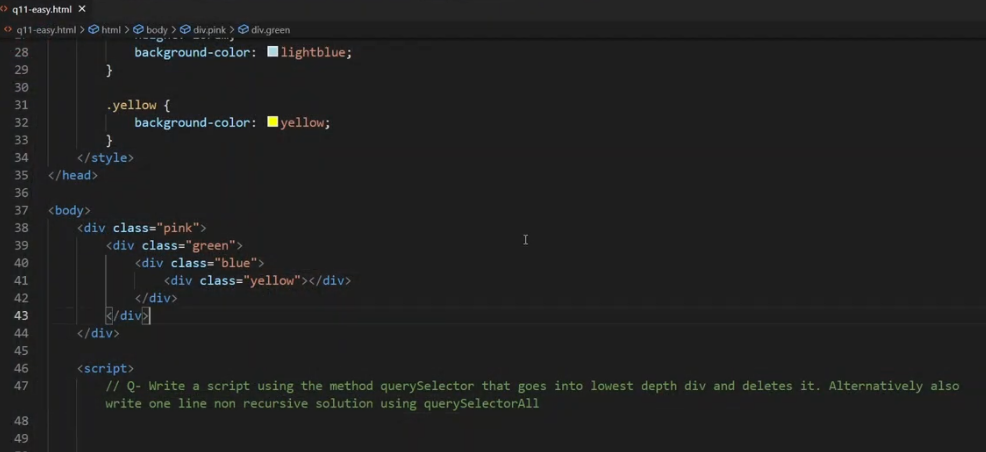 q11-easy.html ×
q11-easy.html > html > body > div.pink > div.green
28 background-color: lightblue;
29 }
30
31 .yellow {
32 background-color: yellow;
33 }
34 </style>
35 </head>
36
37 <body>
38 <div class="pink">
39 <div class="green">
40 <div class="blue">
41 <div class="yellow"></div>
42 </div>
43 </div>
44 </div>
45
46 <script>
47 // Q- Write a script using the method querySelector that goes into lowest depth div and deletes it. Alternatively also
write one line non recursive solution using querySelectorAll
48
49